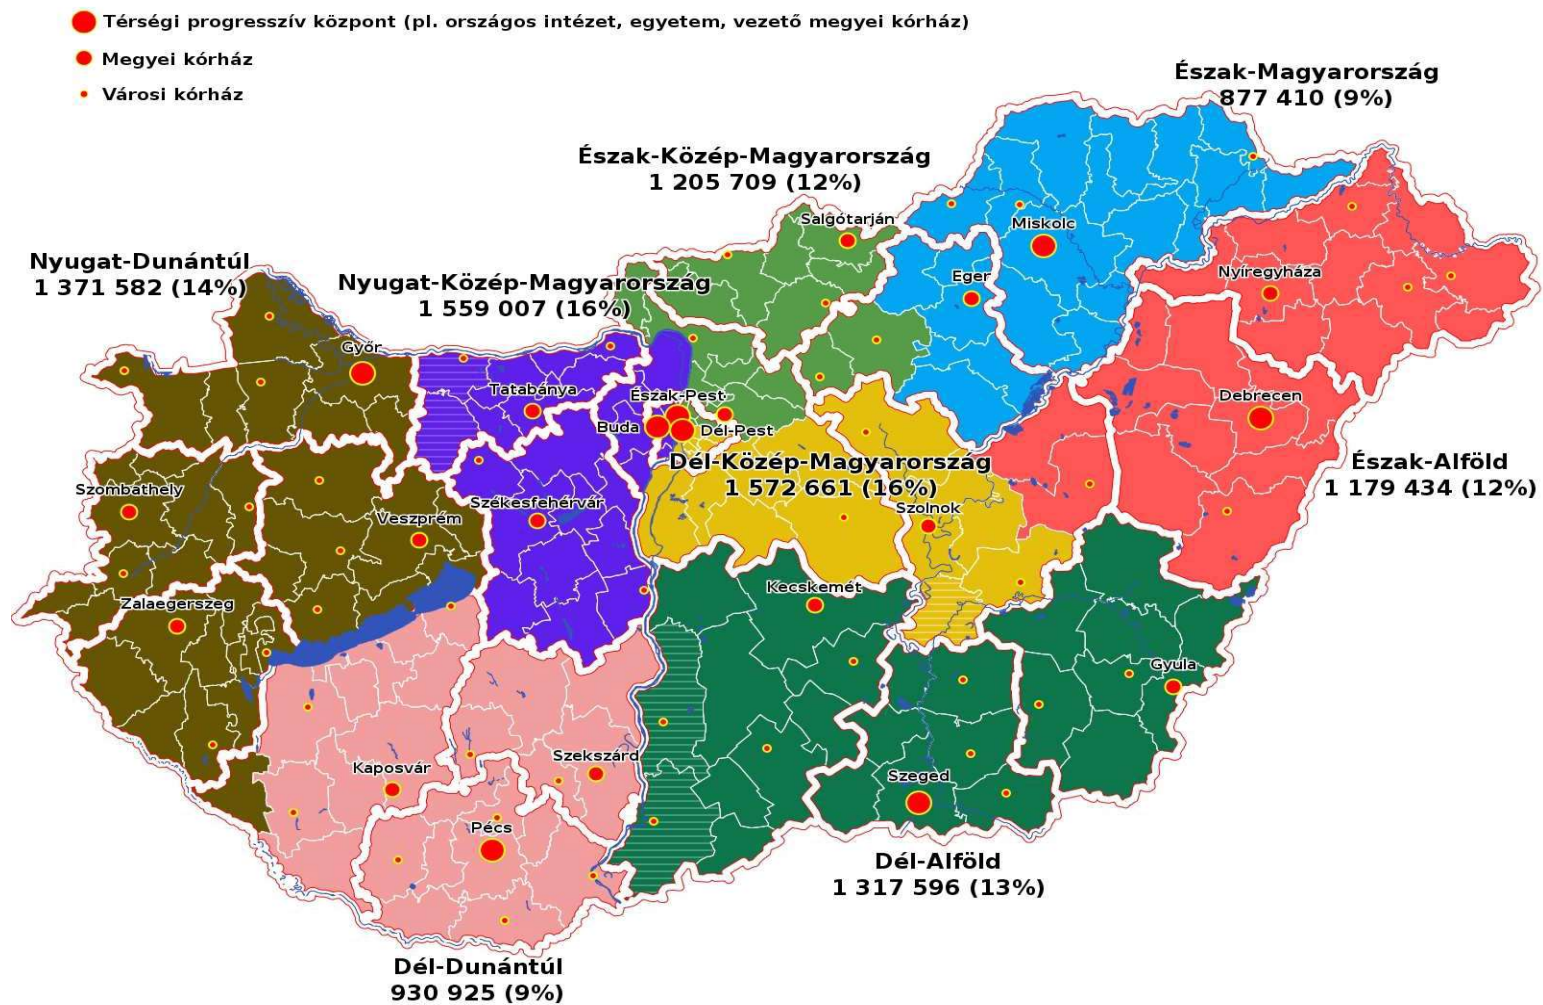 Térségi progresszív központ (pl. országos intézet, egyetem, vezető megyei kórház)
Megyei kórház
Városi kórház
Észak-Magyarország
877 410 (9%)
Észak-Közép-Magyarország
1 205 709 (12%)
Salgótarján
Miskolc
Nyugat-Dunántúl
1 371 582 (14%)
Nyugat-Közép-Magyarország
1 559 007 (16%)
Eger
Nyíregyháza
Győr
Tatabánya
Észak-Pest
Buda
Dél-Pest
Debrecen
Dél-Közép-Magyarország
1 572 661 (16%)
Észak-Alföld
1 179 434 (12%)
Szombathely
Veszprém
Székesfehérvár
Szolnok
Zalaegerszeg
Kecskemét
Gyula
Kaposvár
Szekszárd
Szeged
Pécs
Dél-Alföld
1 317 596 (13%)
Dél-Dunántúl
930 925 (9%)